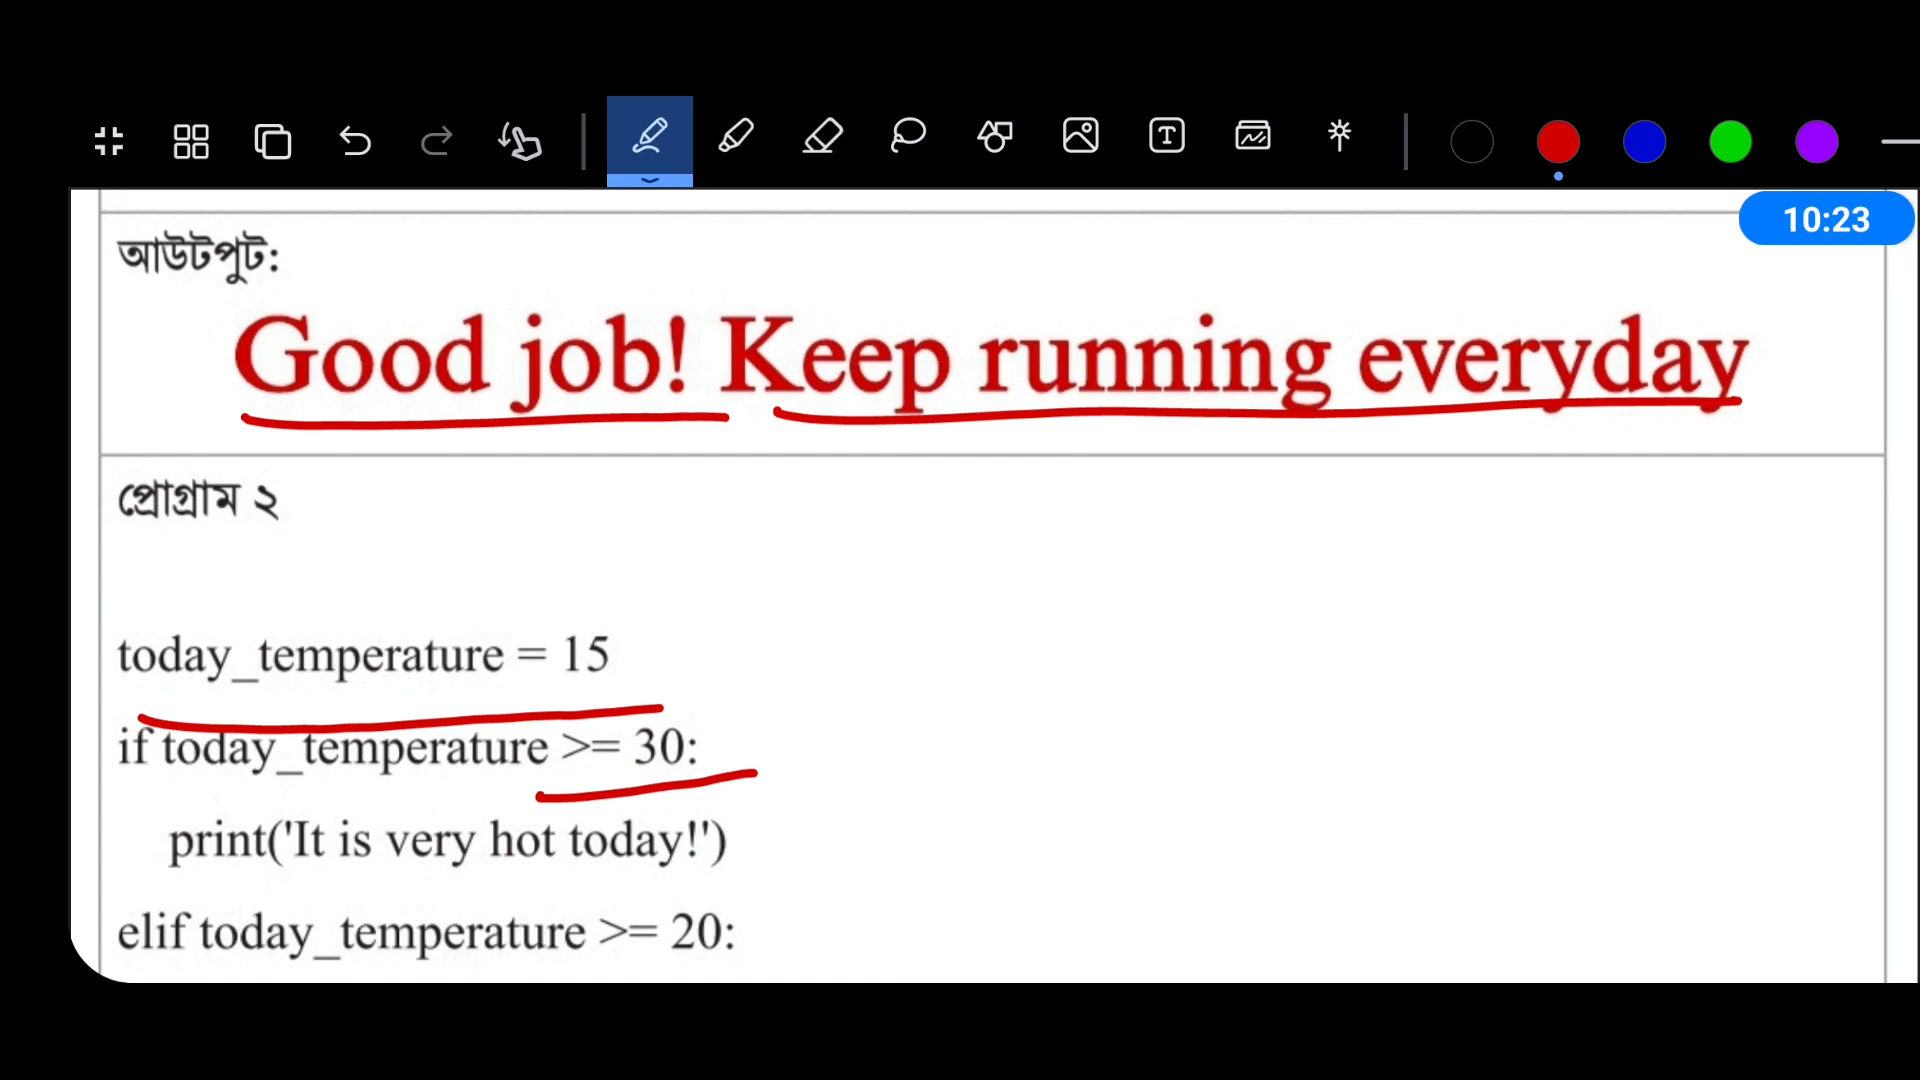 10:23
আউটপুট:
Good job! Keep running everyday
প্রোগ্রাম ২
today_temperature = 15
if today_temperature >= 30:
print('It is very hot today!')
elif today_temperature >= 20: